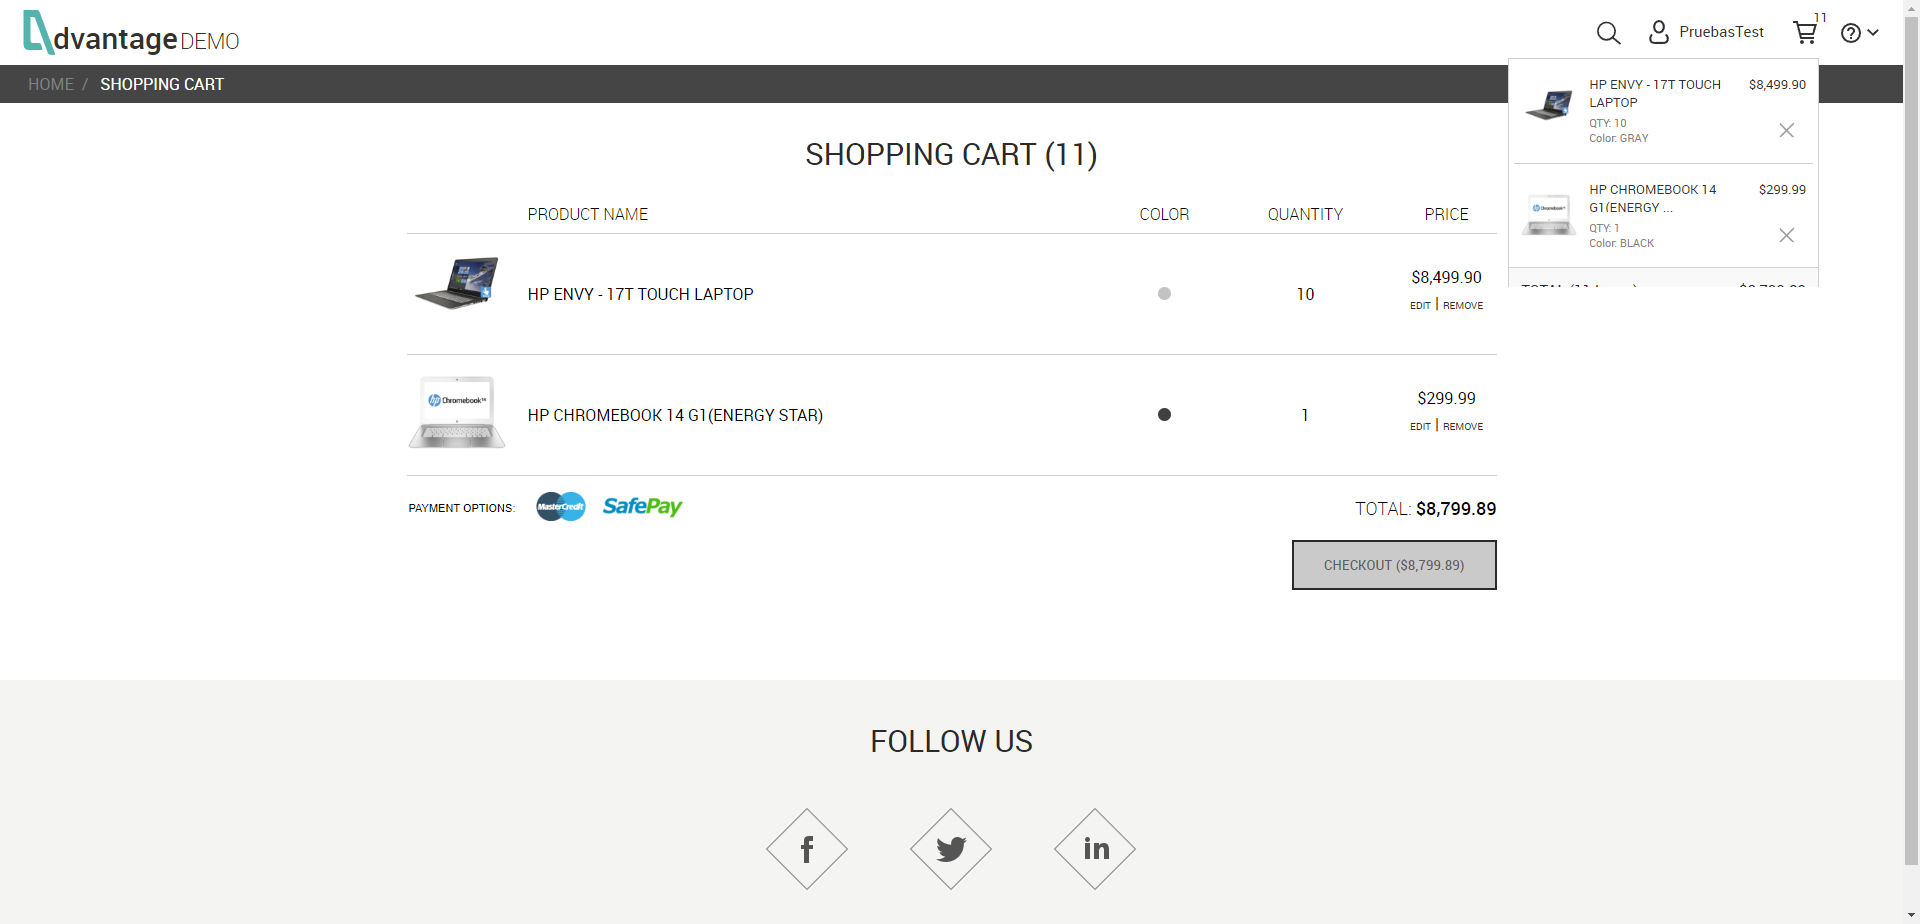 dvantage DEMO
PruebasTest
11
HOME / SHOPPING CART
HP ENVY - 17T TOUCH LAPTOP $8,499.90
QTY: 10
Color: GRAY
HP CHROMEBOOK 14 G1(ENERGY ... $299.99
QTY: 1
Color: BLACK
SHOPPING CART (11)
PRODUCT NAME COLOR QUANTITY PRICE
HP ENVY - 17T TOUCH LAPTOP 10 $8,499.90
EDIT | REMOVE
hp Chromebook 14
HP CHROMEBOOK 14 G1(ENERGY STAR) 1 $299.99
EDIT | REMOVE
PAYMENT OPTIONS: MasterCredit SafePay TOTAL: $8,799.89
CHECKOUT ($8,799.89)
FOLLOW US
f
in